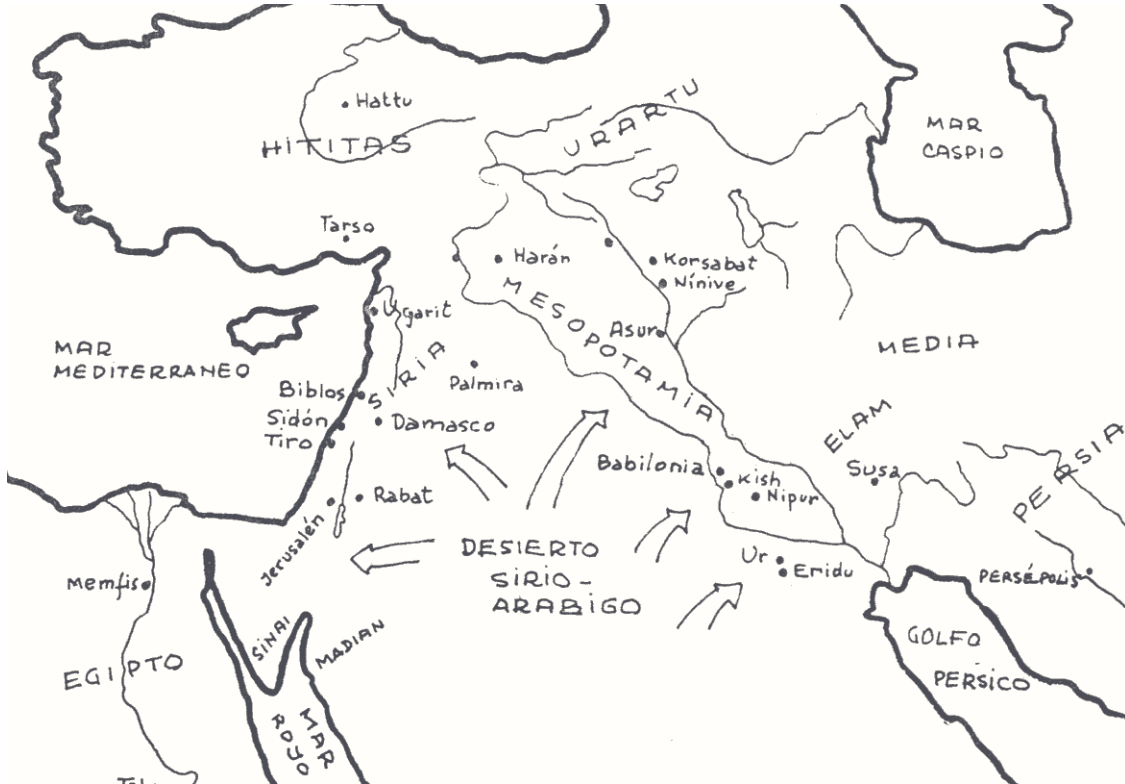 Hattu
HITITAS
URARTU
MAR
CASPIO
Tarso
Harán
Korsabat
Nínive
MESOPOTAMIA
Ugarit
Asur
MEDIA
MAR
MEDITERRANEO
SIRIA
Palmira
Biblos
Sidón
Tiro
Damasco
ELAM
Susa
PERSIA
Babilonia
Kish
Nipur
Rabat
Jerusalén
DESIERTO
SIRIO-
ARABIGO
Ur
Eridu
PERSÉPOLIS
Memfis
SINAI
MADIAN
EGIPTO
GOLFO
PERSICO
MAR
ROYO